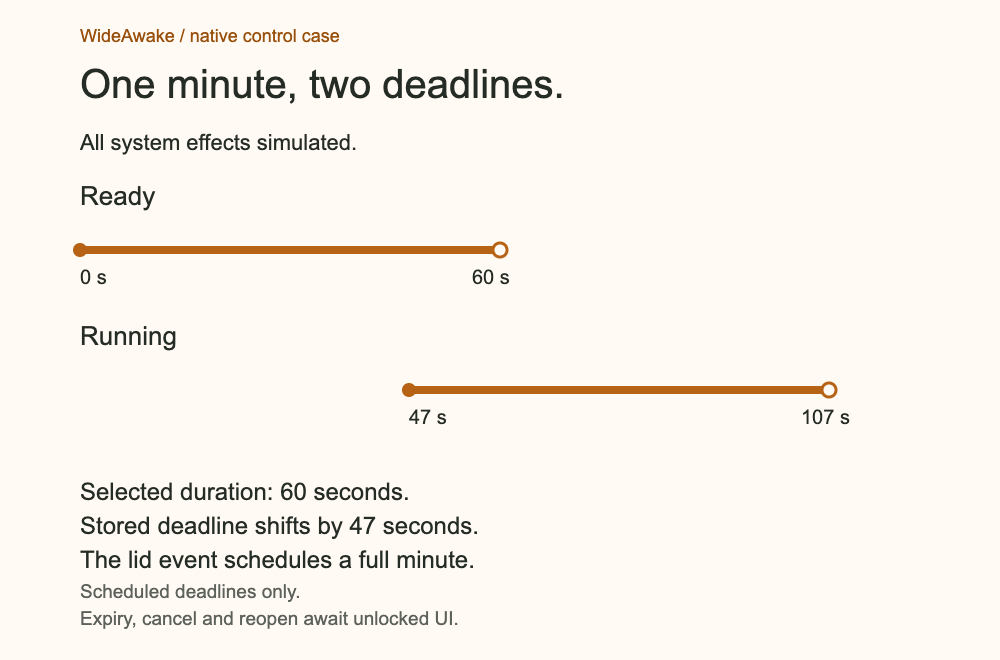 WideAwake / native control case
One minute, two deadlines.
All system effects simulated.
Ready
0 s
60 s
Running
47 s
107 s
Selected duration: 60 seconds.
Stored deadline shifts by 47 seconds.
The lid event schedules a full minute.
Scheduled deadlines only.
Expiry, cancel and reopen await unlocked UI.